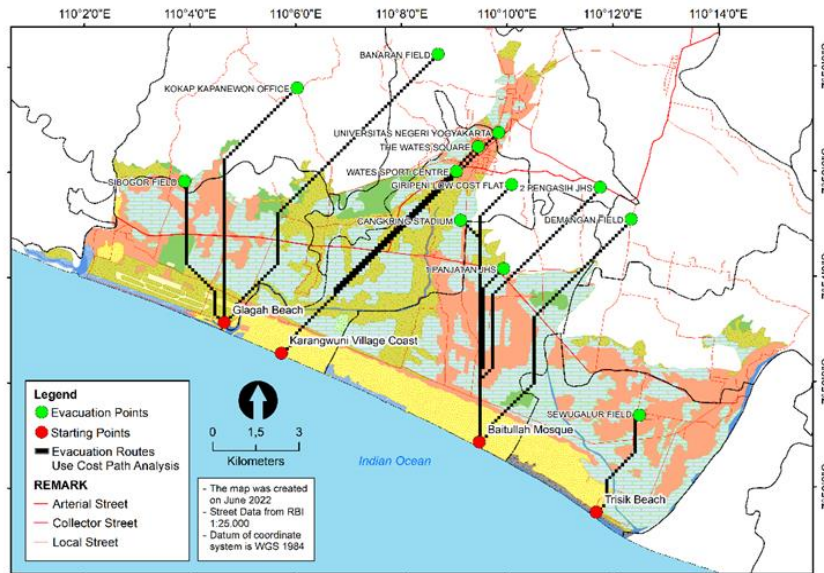 110°2'0"E 110°4'0"E 110°6'0"E 110°8'0"E 110°10'0"E 110°12'0"E 110°14'0"E
BANARAN FIELD
KOKAP KAPANEWON OFFICE
UNIVERSITAS NEGERI YOGYAKARTA
THE WATES SQUARE
WATES SPORT CENTRE
SIBOGOR FIELD
GIRIPENI LOW COST FLAT
2 PENGASIH JHS
CANGKRING STADIUM
DEMANGAN FIELD
1 PANJATAN JHS
Glagah Beach
Karangwuni Village Coast
Baitullah Mosque
SEWUGALUR FIELD
Trisik Beach
Indian Ocean
Legend
Evacuation Points
Starting Points
Evacuation Routes
Use Cost Path Analysis
REMARK
Arterial Street
Collector Street
Local Street
0 1,5 3
Kilometers
- The map was created
on June 2022
- Street Data from RBI
1:25.000
- Datum of coordinate
system is WGS 1984